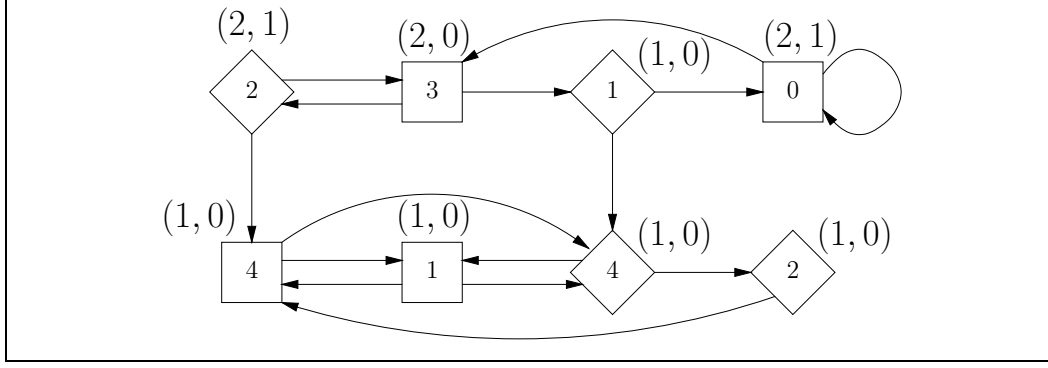 (2, 1) (2, 0) (1, 0) (2, 1)
2 3 1 0
(1, 0) (1, 0) (1, 0) (1, 0)
4 1 4 2